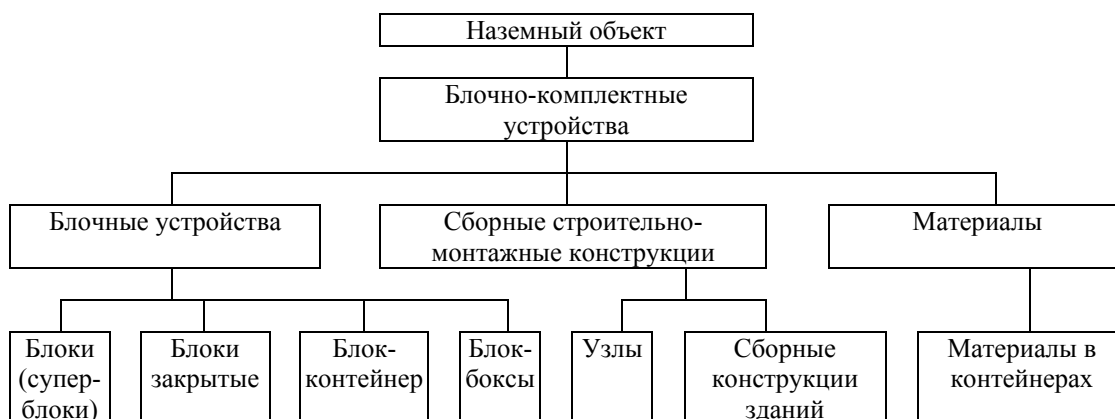 Наземный объект
Блочно-комплектные
устройства
Блочные устройства
Сборные строительно-
монтажные конструкции
Материалы
Блоки
(супер-
блоки)
Блоки
закрытые
Блок-
контейнер
Блок-
боксы
Узлы
Сборные
конструкции
зданий
Материалы в
контейнерах